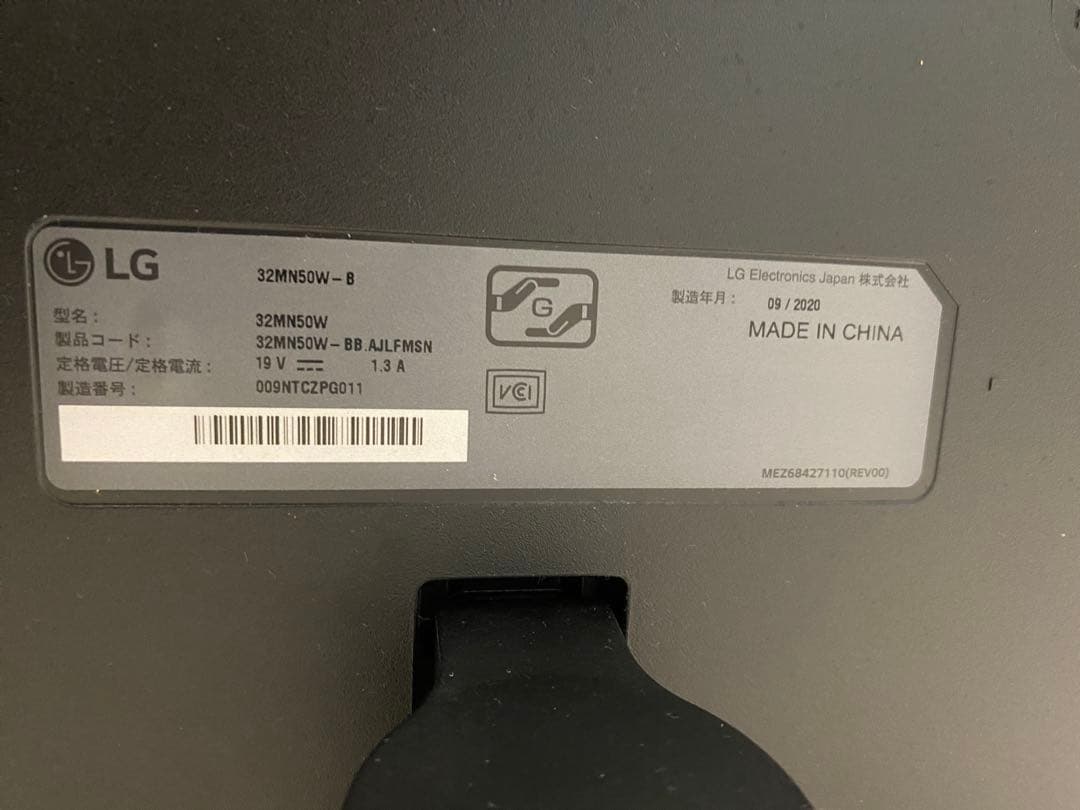 LG
32MN50W-B
型名: 32MN50W
製品コード: 32MN50W-BB.AJLFMSN
定格電圧/定格電流: 19 V ⎓ 1.3 A
製造番号: 009NTCZPG011
G
VCI
LG Electronics Japan 株式会社
製造年月: 09/2020
MADE IN CHINA
MEZ68427110(REV00)